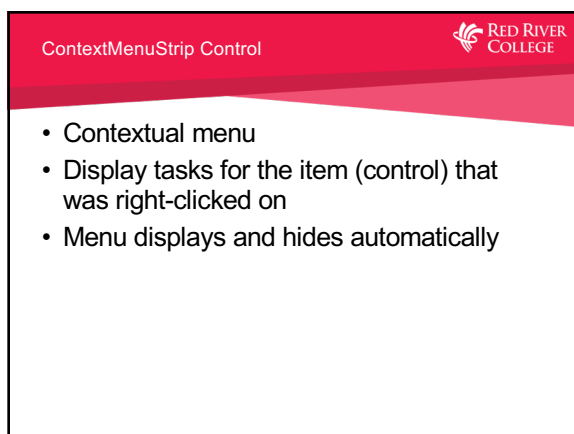 ContextMenuStrip Control
RED RIVER
COLLEGE
• Contextual menu
• Display tasks for the item (control) that
was right-clicked on
• Menu displays and hides automatically